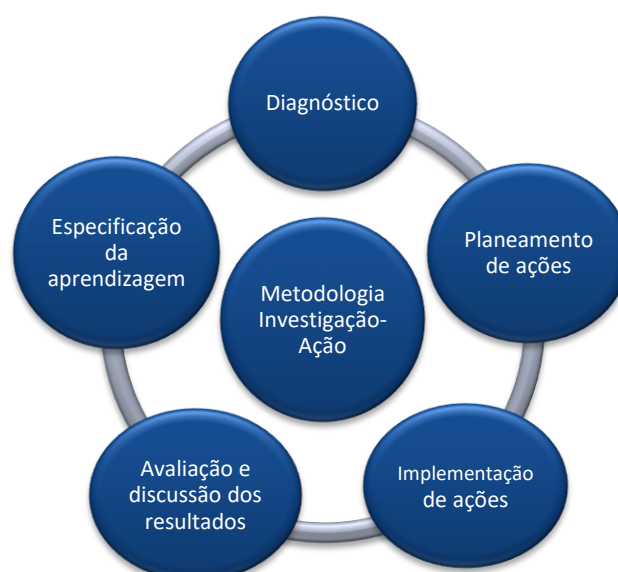 Diagnóstico
Planeamento
de ações
Implementação
de ações
Avaliação e
discussão dos
resultados
Especificação
da
aprendizagem
Metodologia
Investigação-
Ação